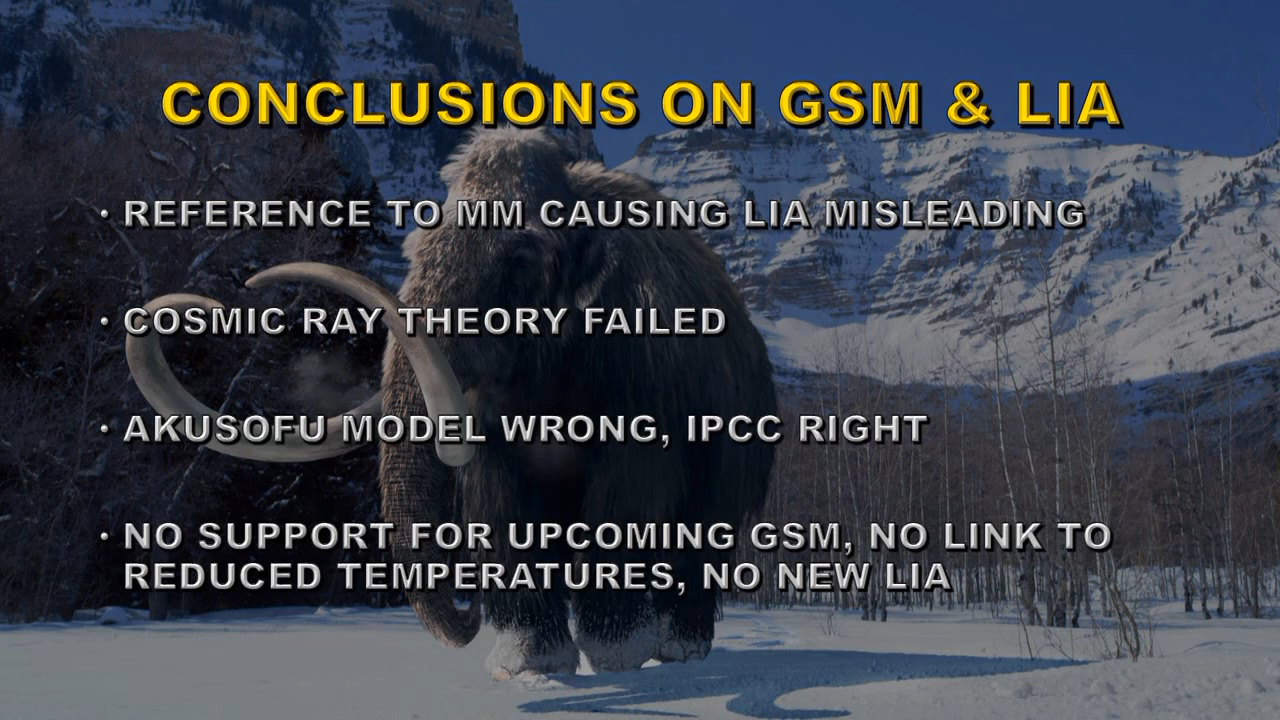 CONCLUSIONS ON GSM & LIA
• REFERENCE TO MM CAUSING LIA MISLEADING
• COSMIC RAY THEORY FAILED
• AKUSOFU MODEL WRONG, IPCC RIGHT
• NO SUPPORT FOR UPCOMING GSM, NO LINK TO
REDUCED TEMPERATURES, NO NEW LIA